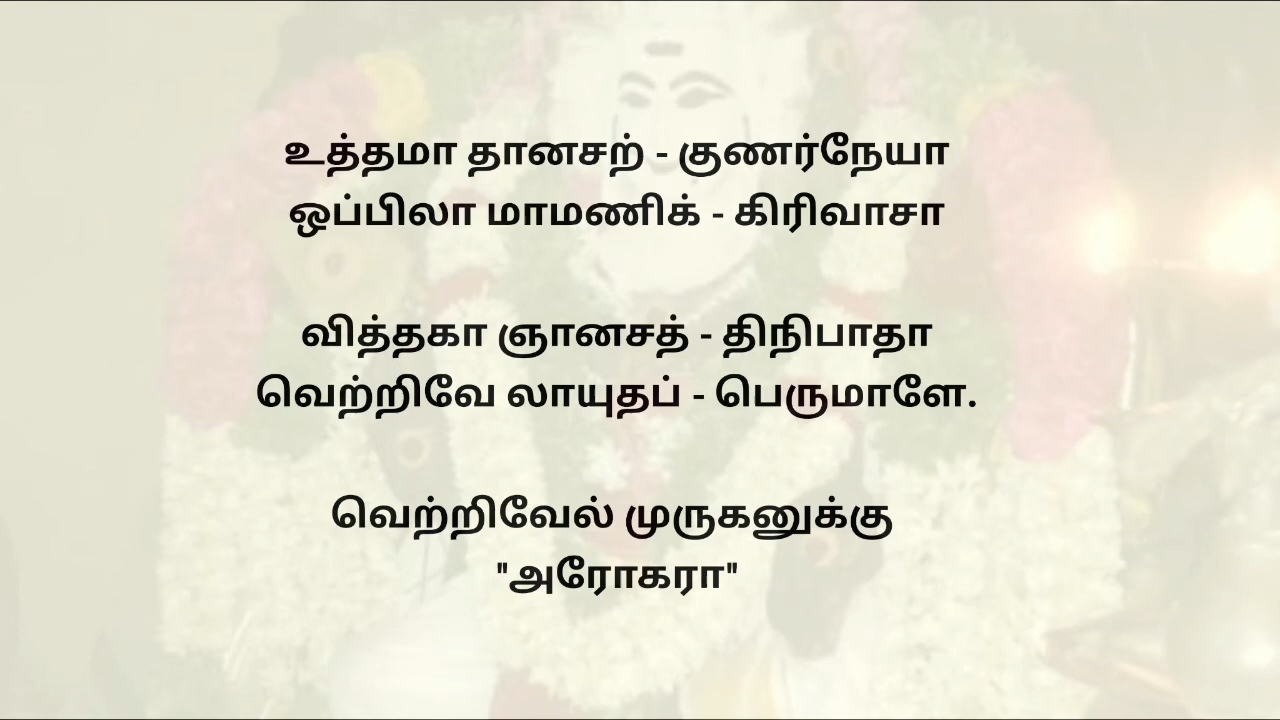 உத்தமா தானசற் - குணர்நேயா
ஒப்பிலா மாமணிக் - கிரிவாசா
வித்தகா ஞானசத் - திநிபாதா
வெற்றிவே லாயுதப் - பெருமாளே.
வெற்றிவேல் முருகனுக்கு
"அரோகரா"